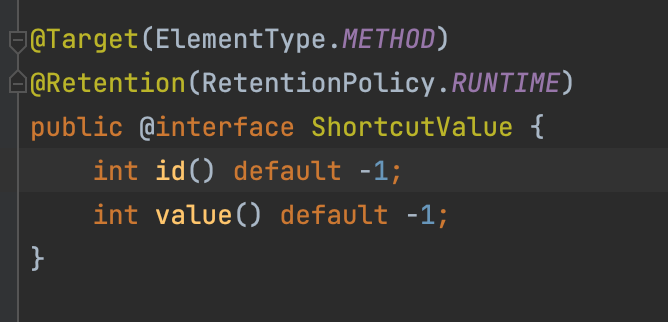 @Target(ElementType.METHOD)
@Retention(RetentionPolicy.RUNTIME)
public @interface ShortcutValue {
    int id() default -1;
    int value() default -1;
}